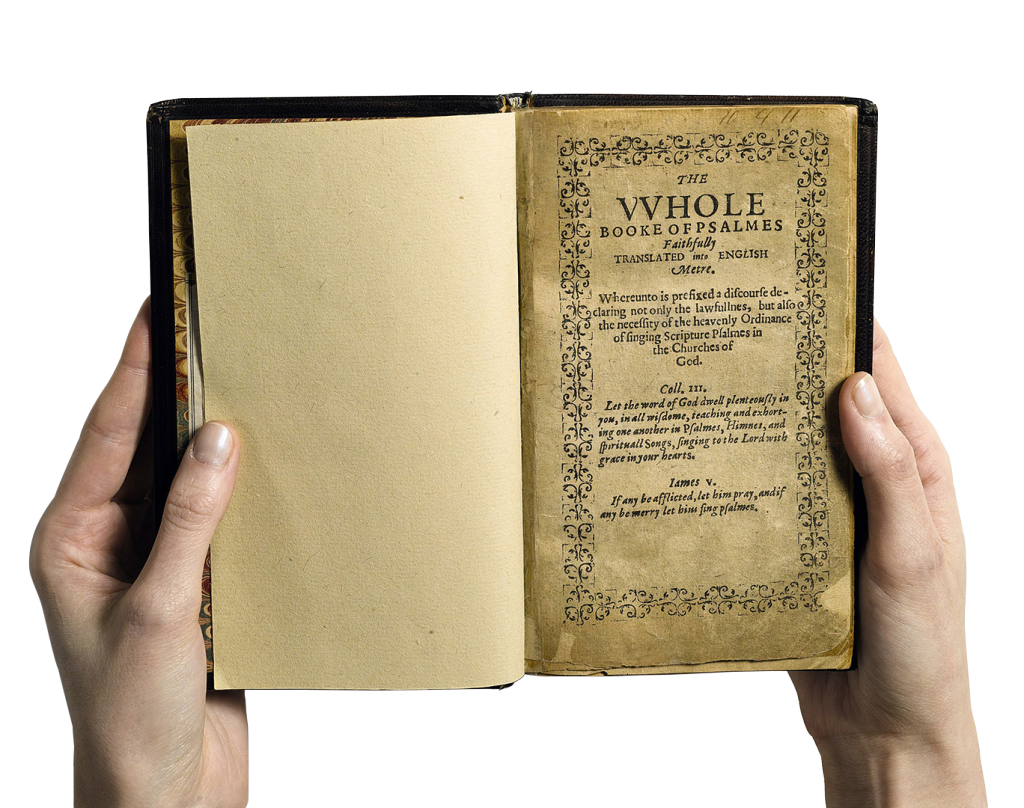 THE
VVHOLE
BOOKE OF PSALMES
Faithfully
TRANSLATED into ENGLISH
Metre.
Whereunto is prefixed a diſcourſe de-
claring not only the lawfullnes, but alſo
the neceſſity of the heavenly Ordinance
of ſinging Scripture Pſalmes in
the Churches of
God.
Coll. III.
Let the word of God dwell plenteouſly in
you, in all wiſdome, teaching and exhort-
ing one another in Pſalmes, Himnes, and
ſpirituall Songs, ſinging to the Lord with
grace in your hearts.
Iames V.
If any be afflicted, let him pray, and if
any be merry let him ſing pſalmes.